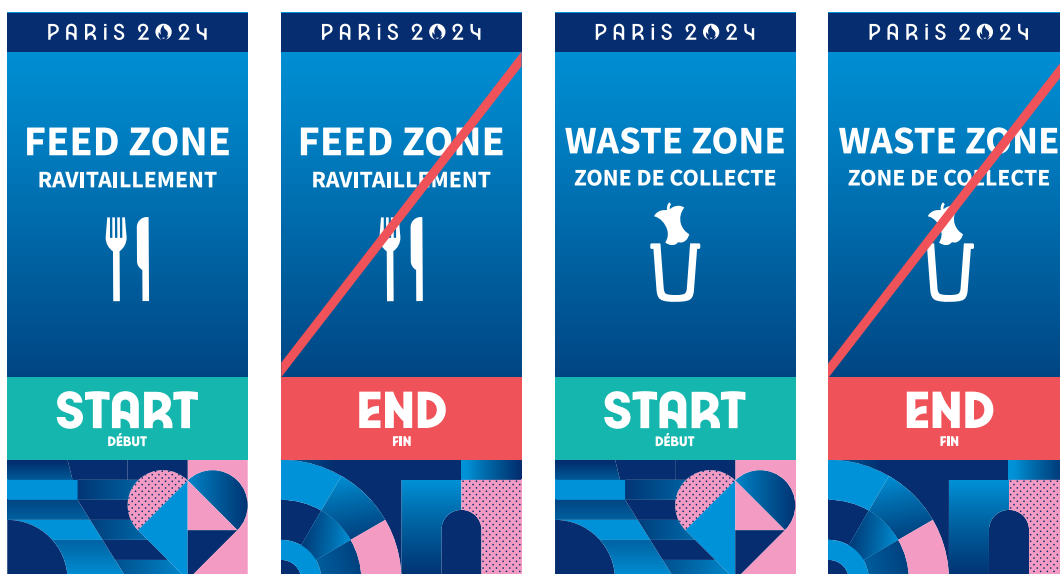 PARIS 2024
FEED ZONE
RAVITAILLEMENT
START
DÉBUT
PARIS 2024
FEED ZONE
RAVITAILLEMENT
END
FIN
PARIS 2024
WASTE ZONE
ZONE DE COLLECTE
START
DÉBUT
PARIS 2024
WASTE ZONE
ZONE DE COLLECTE
END
FIN